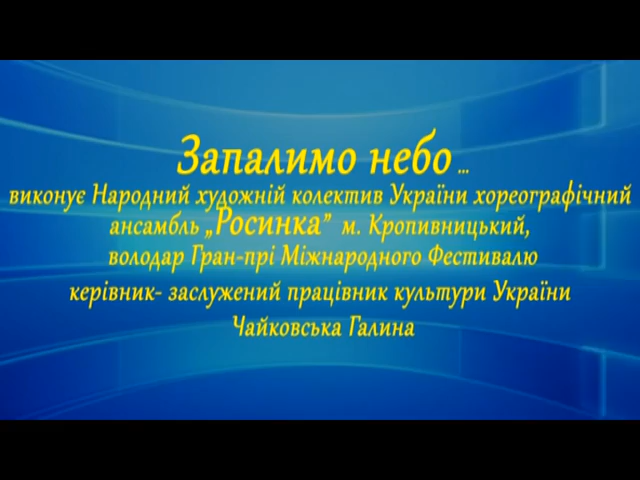 Запалимо небо ...
виконує Народний художній колектив України хореографічний
ансамбль „Росинка” м. Кропивницький,
володар Гран-прі Міжнародного Фестивалю
керівник- заслужений працівник культури України
Чайковська Галина